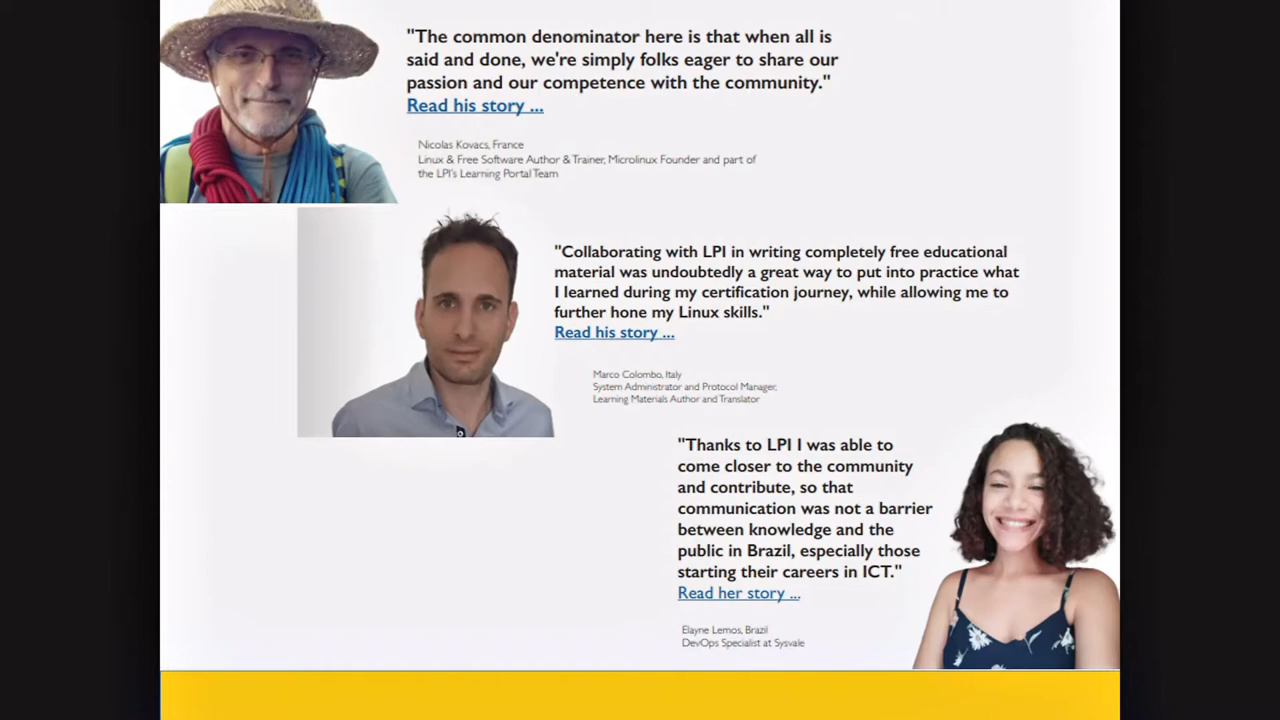 "The common denominator here is that when all is
said and done, we're simply folks eager to share our
passion and our competence with the community."
Read his story ...
Nicolas Kovacs, France
Linux & Free Software Author & Trainer, Microlinux Founder and part of
the LPI's Learning Portal Team
"Collaborating with LPI in writing completely free educational
material was undoubtedly a great way to put into practice what
I learned during my certification journey, while allowing me to
further hone my Linux skills."
Read his story ...
Marco Colombo, Italy
System Administrator and Protocol Manager,
Learning Materials Author and Translator
"Thanks to LPI I was able to
come closer to the community
and contribute, so that
communication was not a barrier
between knowledge and the
public in Brazil, especially those
starting their careers in ICT."
Read her story ...
Elayne Lemos, Brazil
DevOps Specialist at Sysvale